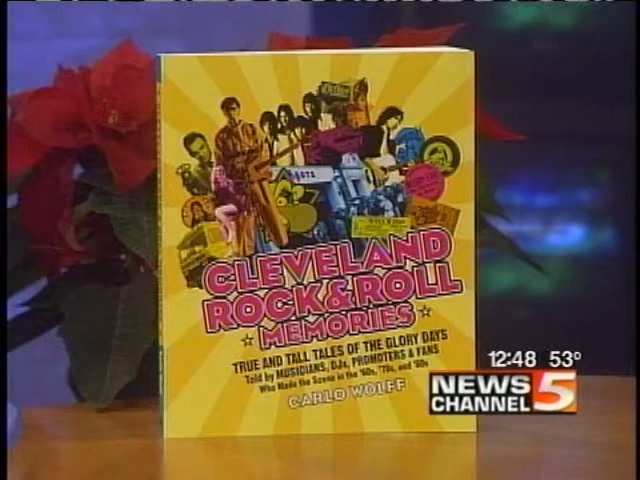 CLEVELAND
ROCK & ROLL
MEMORIES
TRUE AND TALL TALES OF THE GLORY DAYS
Told by MUSICIANS, DJs, PROMOTERS & FANS
Who Made the Scene in the '60s, '70s, and '80s
CARLO WOLFF
12:48 53°
NEWS
CHANNEL 5